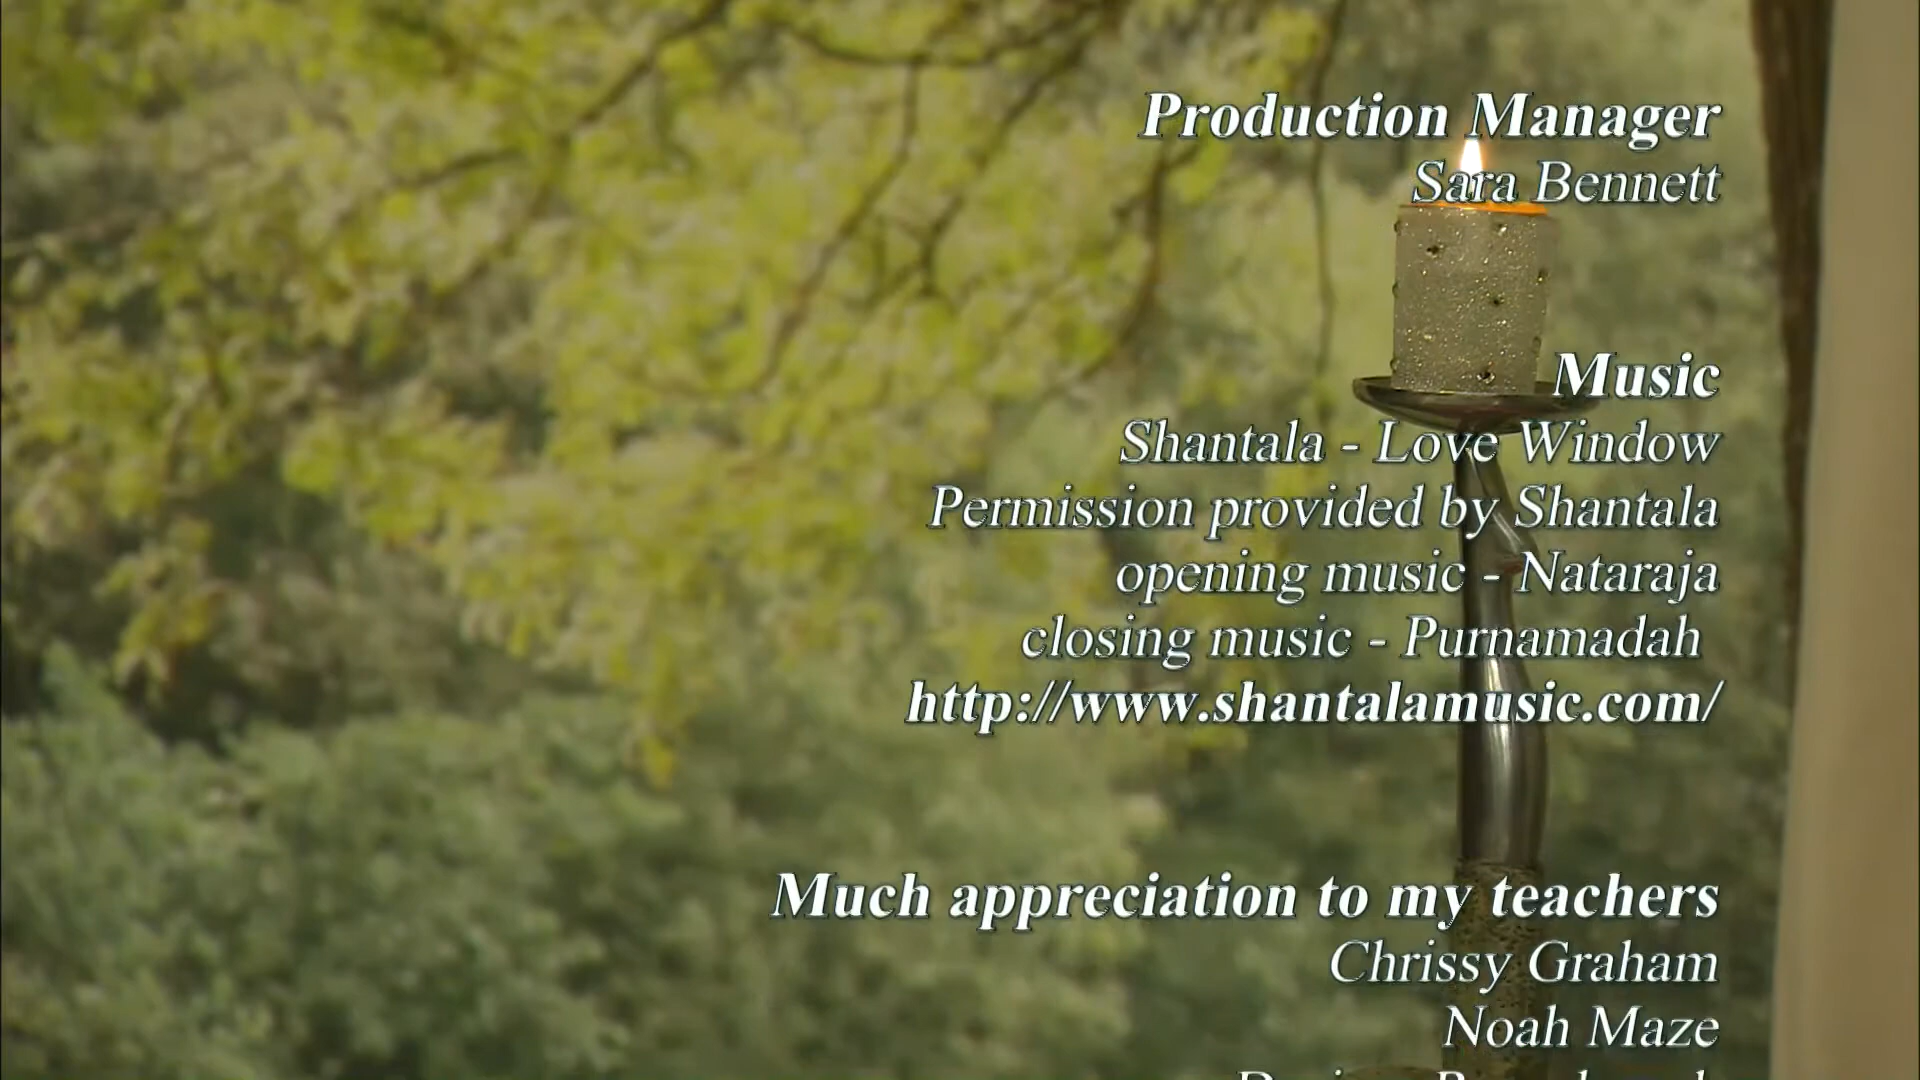 Production Manager
Sara Bennett
Music
Shantala - Love Window
Permission provided by Shantala
opening music - Nataraja
closing music - Purnamadah
http://www.shantalamusic.com/
Much appreciation to my teachers
Chrissy Graham
Noah Maze